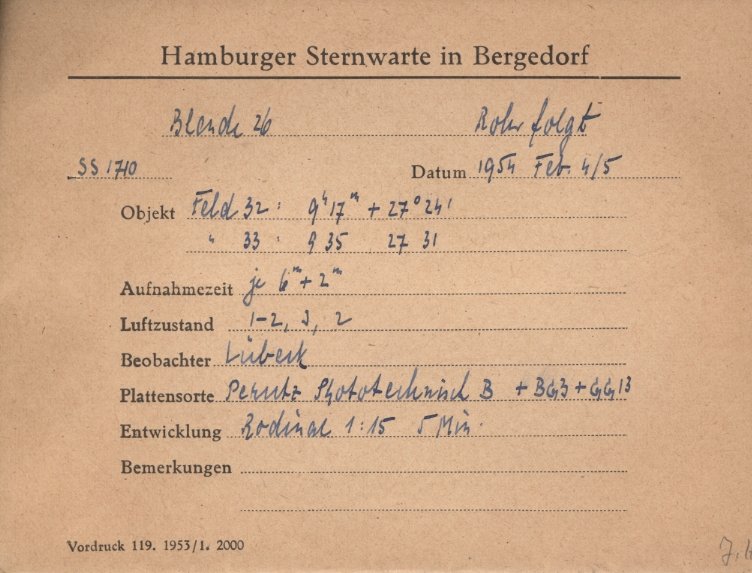 Hamburger Sternwarte in Bergedorf
Blende 26 Rohr folgt
SS 1710 Datum 1954 Feb. 4/5
Objekt Feld 32 : 9ʰ17ᵐ + 27°24'
" 33 : 9 35 27 31
Aufnahmezeit je 6ᵐ + 2ᵐ
Luftzustand 1-2, 3, 2
Beobachter Lübeck
Plattensorte Perutz Phototechnisch B + BG3 + GG13
Entwicklung Rodinal 1:15 5 Min.
Bemerkungen
Vordruck 119. 1953/1. 2000